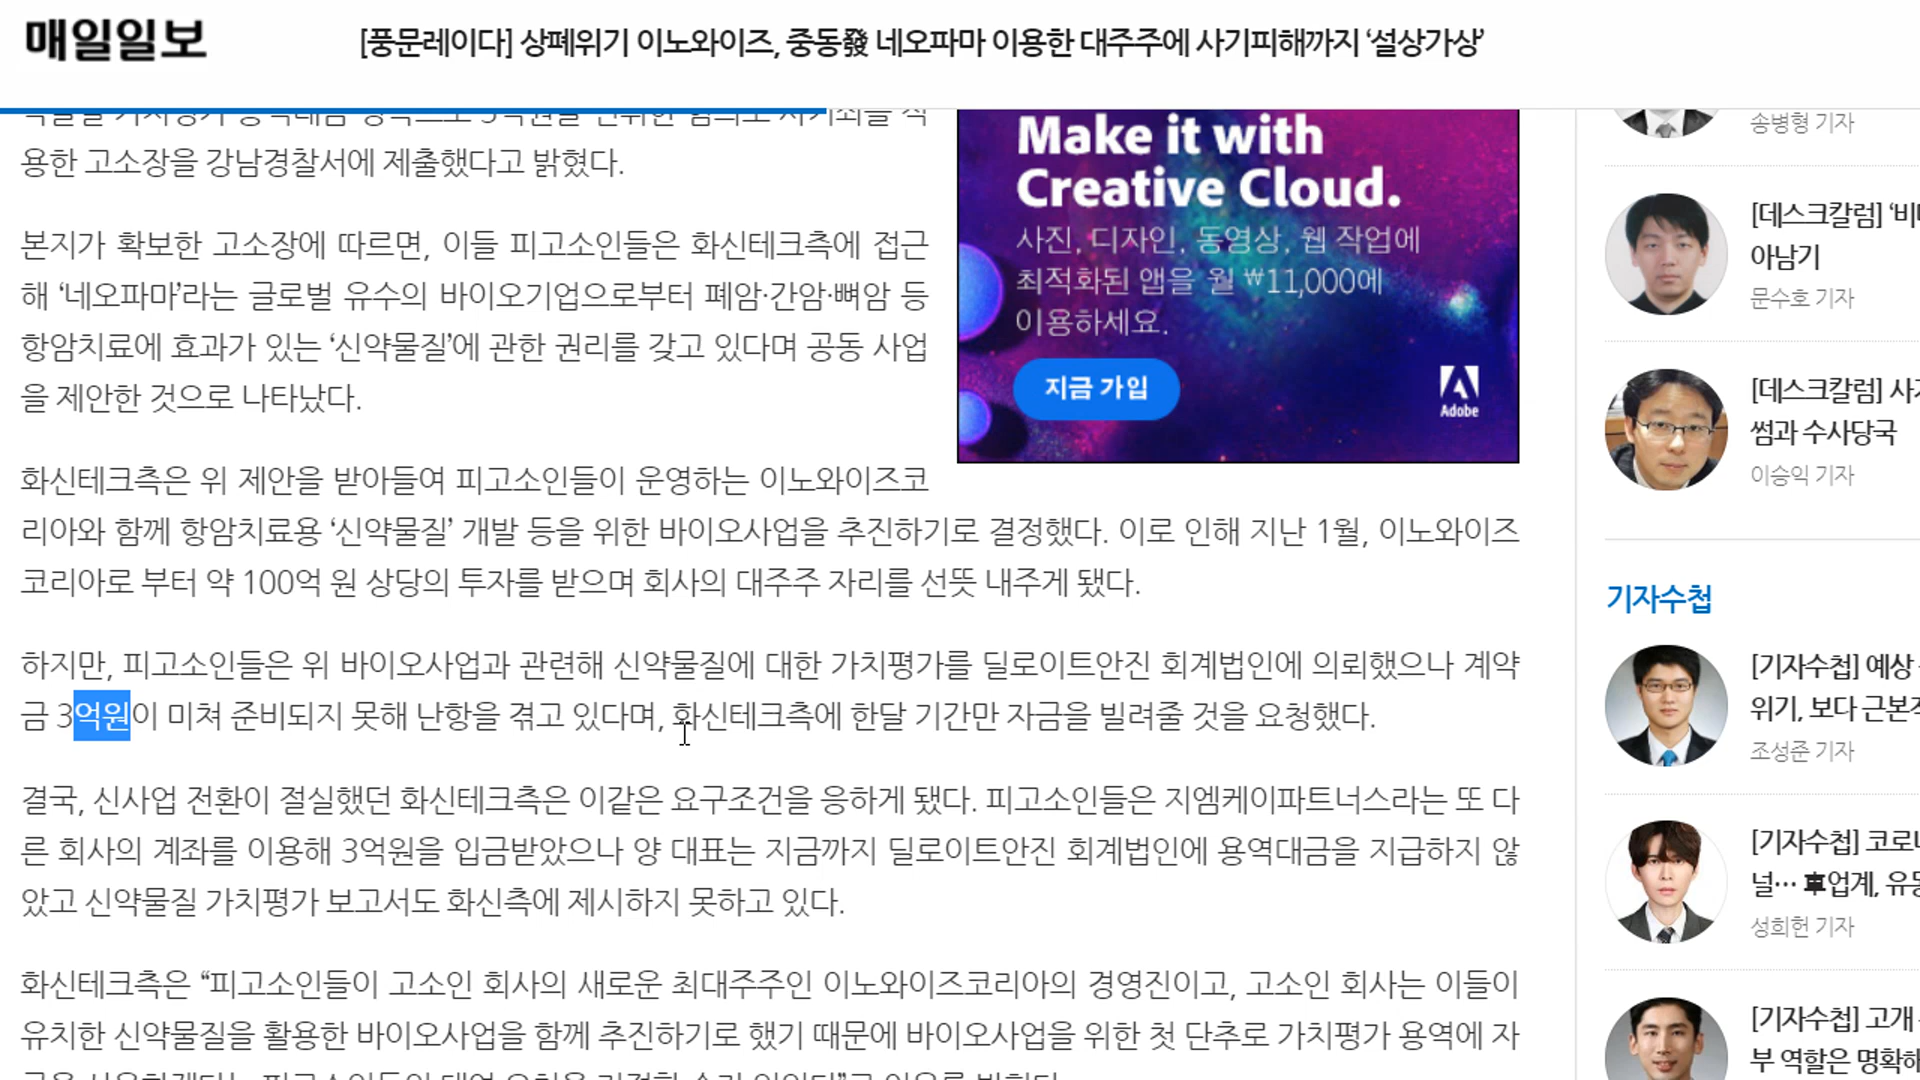 매일일보
[풍문레이다] 상폐위기 이노와이즈, 중동發 네오파마 이용한 대주주에 사기피해까지 ‘설상가상’
용한 고소장을 강남경찰서에 제출했다고 밝혔다.
본지가 확보한 고소장에 따르면, 이들 피고소인들은 화신테크측에 접근
해 ‘네오파마’라는 글로벌 유수의 바이오기업으로부터 폐암·간암·뼈암 등
항암치료에 효과가 있는 ‘신약물질’에 관한 권리를 갖고 있다며 공동 사업
을 제안한 것으로 나타났다.
화신테크측은 위 제안을 받아들여 피고소인들이 운영하는 이노와이즈코
리아와 함께 항암치료용 ‘신약물질’ 개발 등을 위한 바이오사업을 추진하기로 결정했다. 이로 인해 지난 1월, 이노와이즈
코리아로 부터 약 100억 원 상당의 투자를 받으며 회사의 대주주 자리를 선뜻 내주게 됐다.
하지만, 피고소인들은 위 바이오사업과 관련해 신약물질에 대한 가치평가를 딜로이트안진 회계법인에 의뢰했으나 계약
금 3억원이 미쳐 준비되지 못해 난항을 겪고 있다며, 화신테크측에 한달 기간만 자금을 빌려줄 것을 요청했다.
결국, 신사업 전환이 절실했던 화신테크측은 이같은 요구조건을 응하게 됐다. 피고소인들은 지엠케이파트너스라는 또 다
른 회사의 계좌를 이용해 3억원을 입금받았으나 양 대표는 지금까지 딜로이트안진 회계법인에 용역대금을 지급하지 않
았고 신약물질 가치평가 보고서도 화신측에 제시하지 못하고 있다.
화신테크측은 “피고소인들이 고소인 회사의 새로운 최대주주인 이노와이즈코리아의 경영진이고, 고소인 회사는 이들이
유치한 신약물질을 활용한 바이오사업을 함께 추진하기로 했기 때문에 바이오사업을 위한 첫 단추로 가치평가 용역에 자
Make it with
Creative Cloud.
사진, 디자인, 동영상, 웹 작업에
최적화된 앱을 월 ₩11,000에
이용하세요.
지금 가입
Adobe
송병형 기자
[데스크칼럼]
아남기
문수호 기자
[데스크칼럼]
썸과 수사당국
이승익 기자
기자수첩
[기자수첩] 예상
위기, 보다
조성준 기자
[기자수첩]
널… 車업계,
성희헌 기자
[기자수첩] 고개
부 역할은